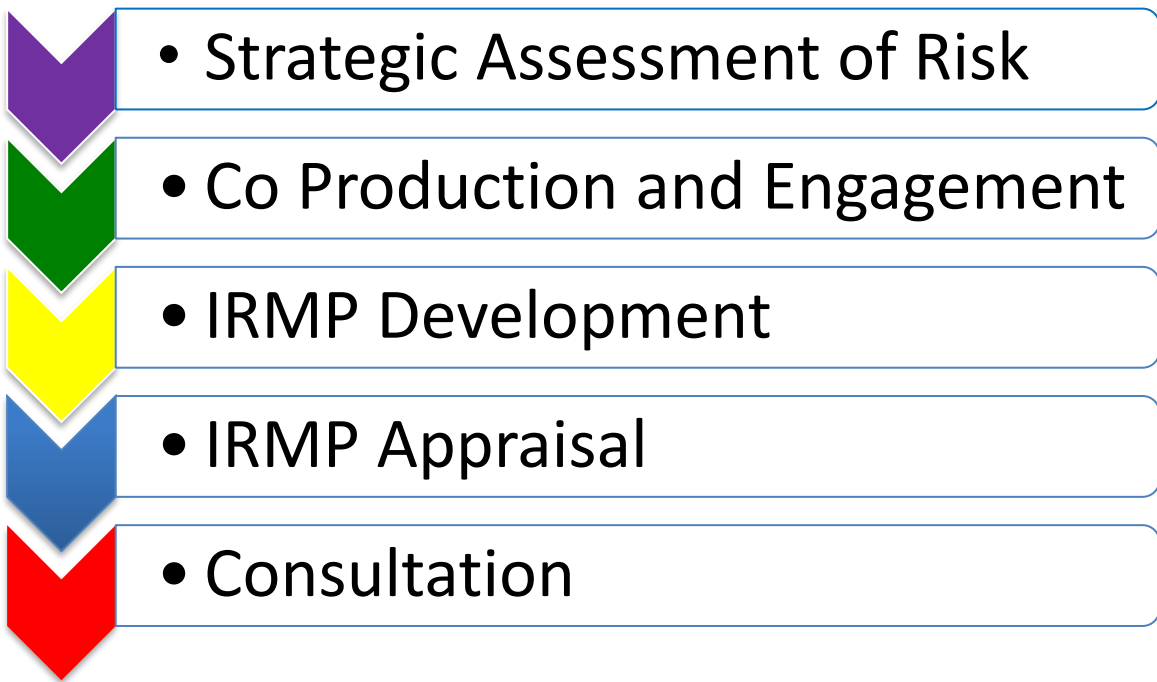 • Strategic Assessment of Risk
• Co Production and Engagement
• IRMP Development
• IRMP Appraisal
• Consultation